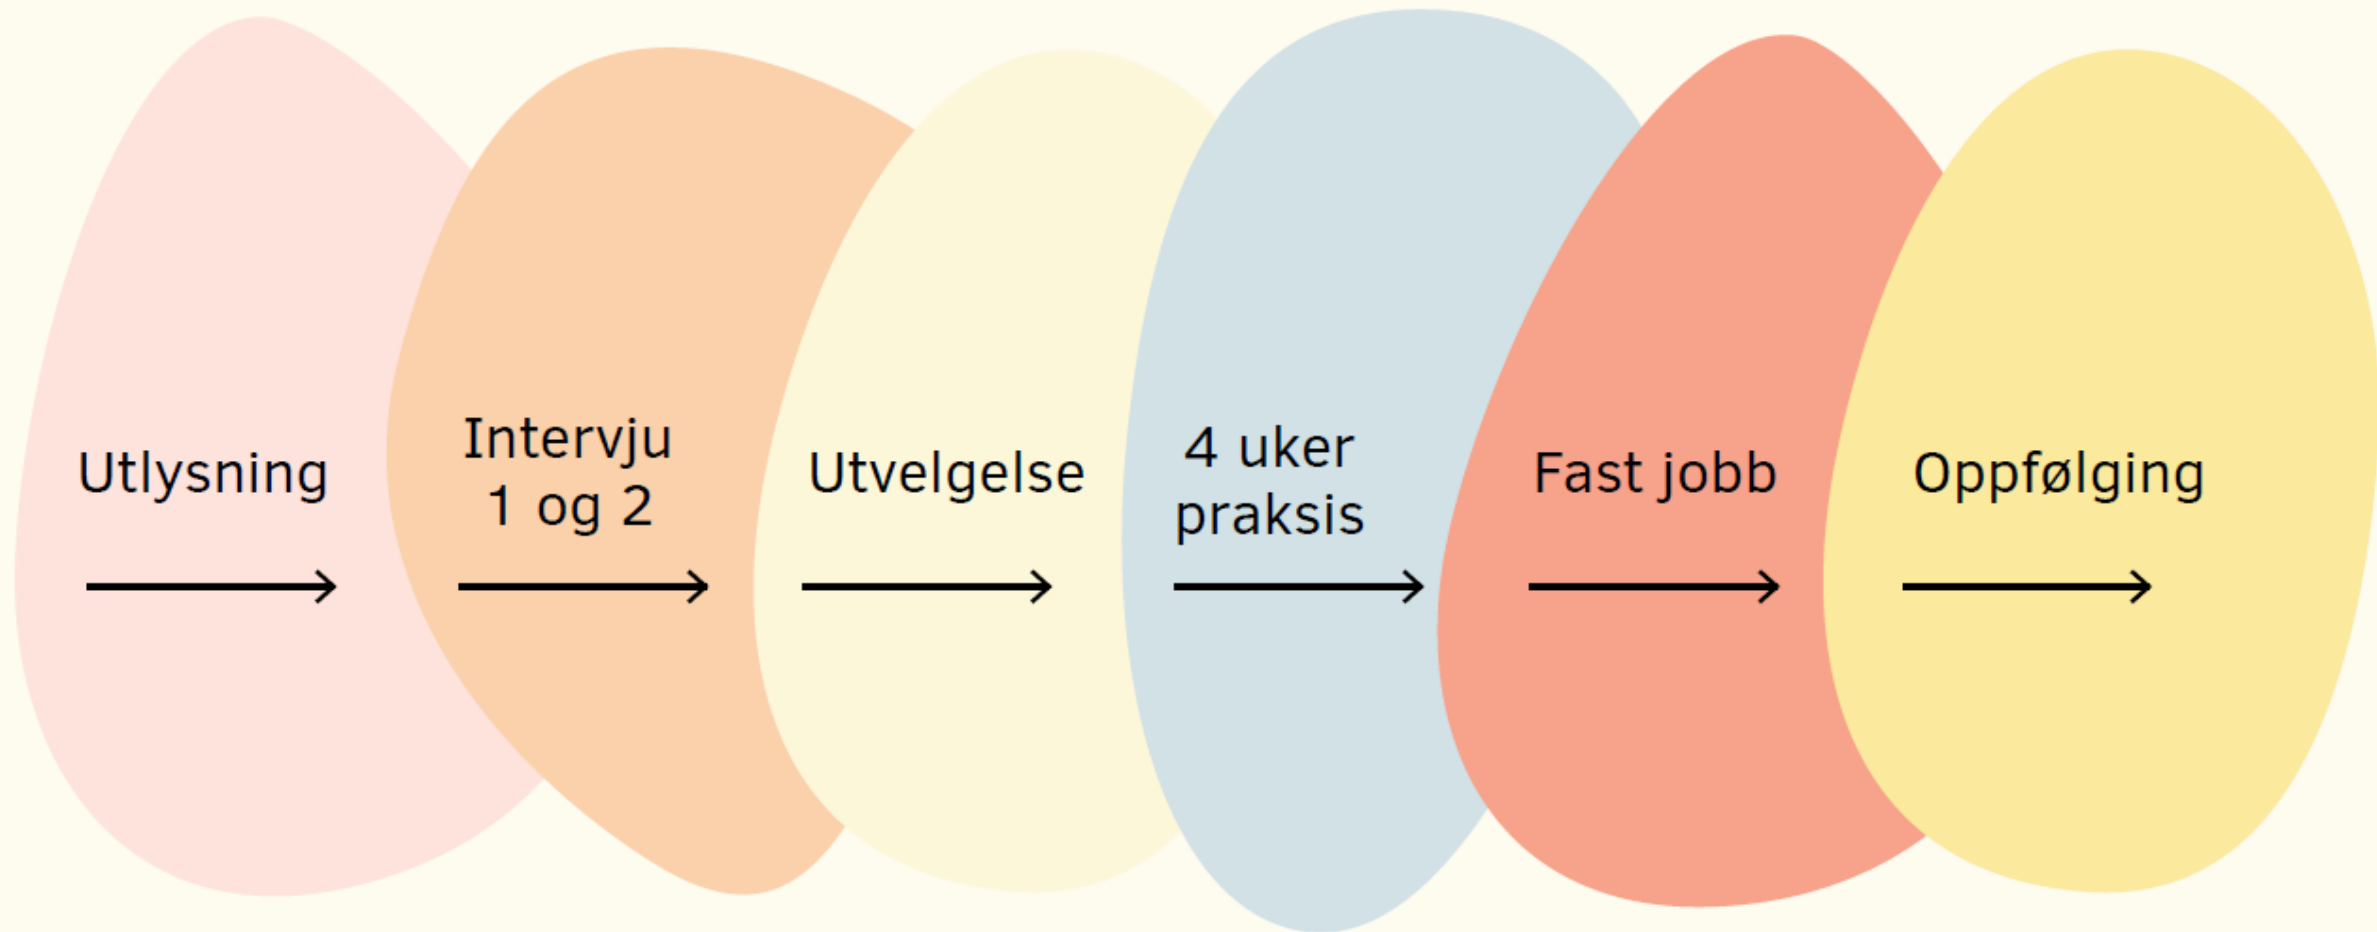 Utlysning
Intervju
1 og 2
Utvelgelse
4 uker
praksis
Fast jobb
Oppfølging